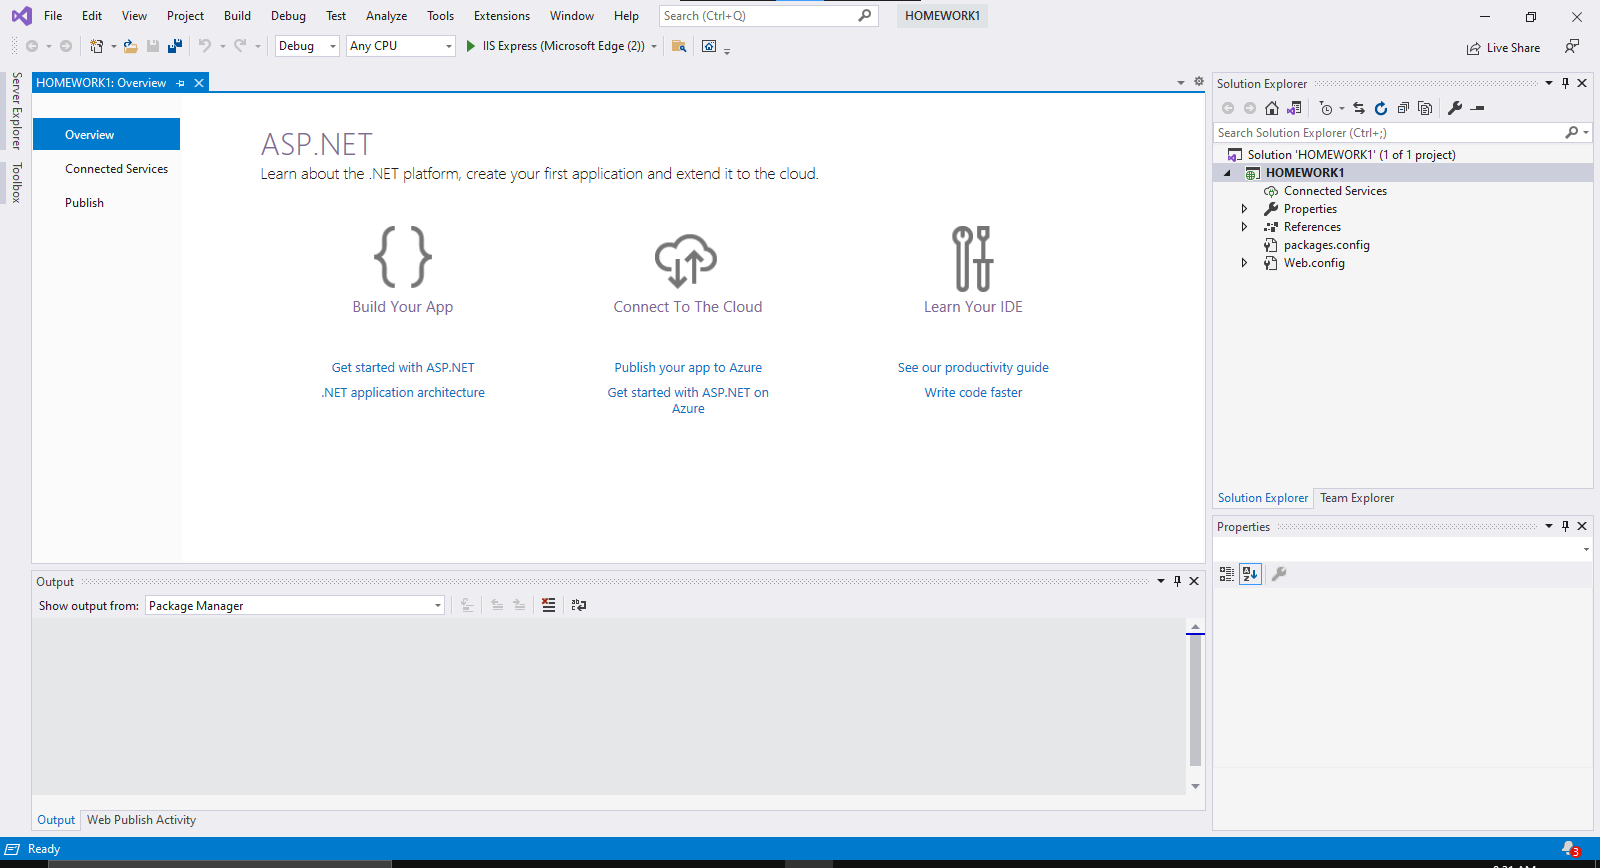 File Edit View Project Build Debug Test Analyze Tools Extensions Window Help Search (Ctrl+Q) HOMEWORK1
Debug Any CPU IIS Express (Microsoft Edge (2)) Live Share
Server Explorer
Toolbox
HOMEWORK1: Overview
Overview
Connected Services
Publish
ASP.NET
Learn about the .NET platform, create your first application and extend it to the cloud.
Build Your App
Get started with ASP.NET
.NET application architecture
Connect To The Cloud
Publish your app to Azure
Get started with ASP.NET on
Azure
Learn Your IDE
See our productivity guide
Write code faster
Output
Show output from: Package Manager
Output Web Publish Activity
Solution Explorer
Search Solution Explorer (Ctrl+;)
Solution 'HOMEWORK1' (1 of 1 project)
HOMEWORK1
Connected Services
Properties
References
packages.config
Web.config
Solution Explorer Team Explorer
Properties
Ready
3